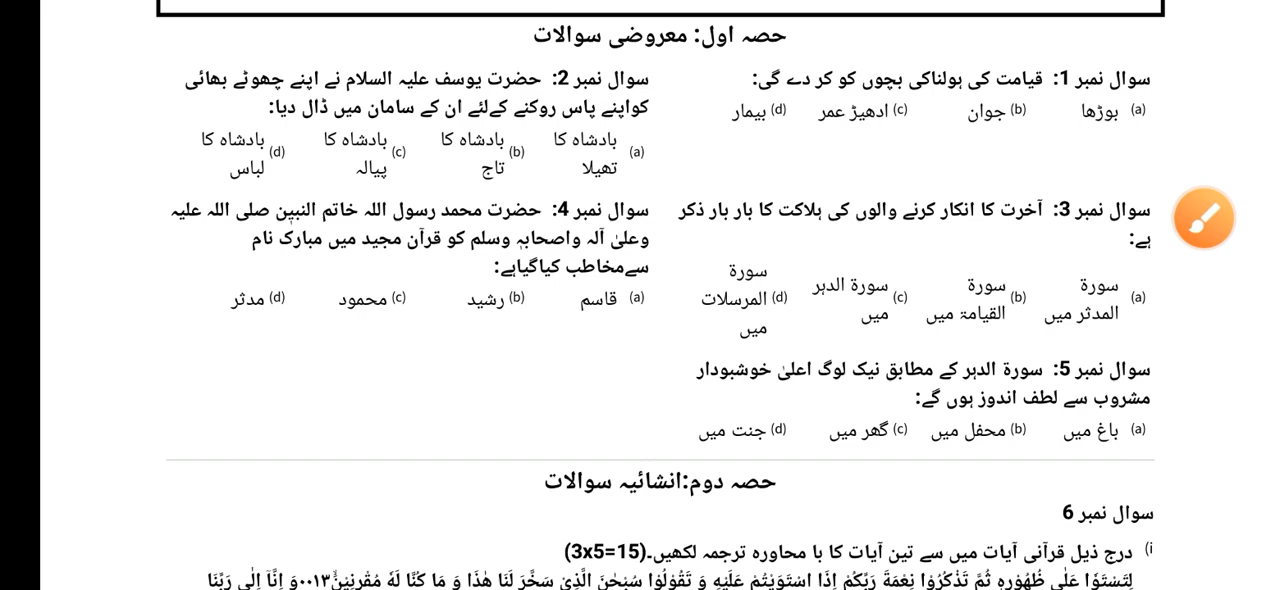 حصہ اول: معروضی سوالات
سوال نمبر 1: قیامت کی ہولناکی بچوں کو کر دے گی:
(a) بوڑھا (b) جوان (c) ادھیڑ عمر (d) بیمار
سوال نمبر 2: حضرت یوسف علیہ السلام نے اپنے چھوٹے بھائی
کواپنے پاس روکنے کےلئے ان کے سامان میں ڈال دیا:
(a) بادشاہ کا تھیلا (b) بادشاہ کا تاج (c) بادشاہ کا پیالہ (d) بادشاہ کا لباس
سوال نمبر 3: آخرت کا انکار کرنے والوں کی ہلاکت کا بار بار ذکر
ہے:
(a) سورۃ المدثر میں (b) سورۃ القیامۃ میں (c) سورۃ الدہر میں (d) سورۃ المرسلات میں
سوال نمبر 4: حضرت محمد رسول اللہ خاتم النبیٖن صلی اللہ علیہ
وعلیٰ آلہ واصحابہٖ وسلم کو قرآن مجید میں مبارک نام
سےمخاطب کیاگیاہے:
(a) قاسم (b) رشید (c) محمود (d) مدثر
سوال نمبر 5: سورۃ الدہر کے مطابق نیک لوگ اعلیٰ خوشبودار
مشروب سے لطف اندوز ہوں گے:
(a) باغ میں (b) محفل میں (c) گھر میں (d) جنت میں
حصہ دوم:انشائیہ سوالات
سوال نمبر 6
i) درج ذیل قرآنی آیات میں سے تین آیات کا با محاورہ ترجمہ لکھیں۔(3x5=15)
لِتَسْتَوٗا عَلٰى ظُهُوْرِهٖ ثُمَّ تَذْكُرُوْا نِعْمَةَ رَبِّكُمْ اِذَا اسْتَوَيْتُمْ عَلَيْهِ وَ تَقُوْلُوْا سُبْحٰنَ الَّذِيْ سَخَّرَ لَنَا هٰذَا وَ مَا كُنَّا لَهٗ مُقْرِنِيْنَۙ۰۰۱۳وَ اِنَّاۤ اِلٰى رَبِّنَا